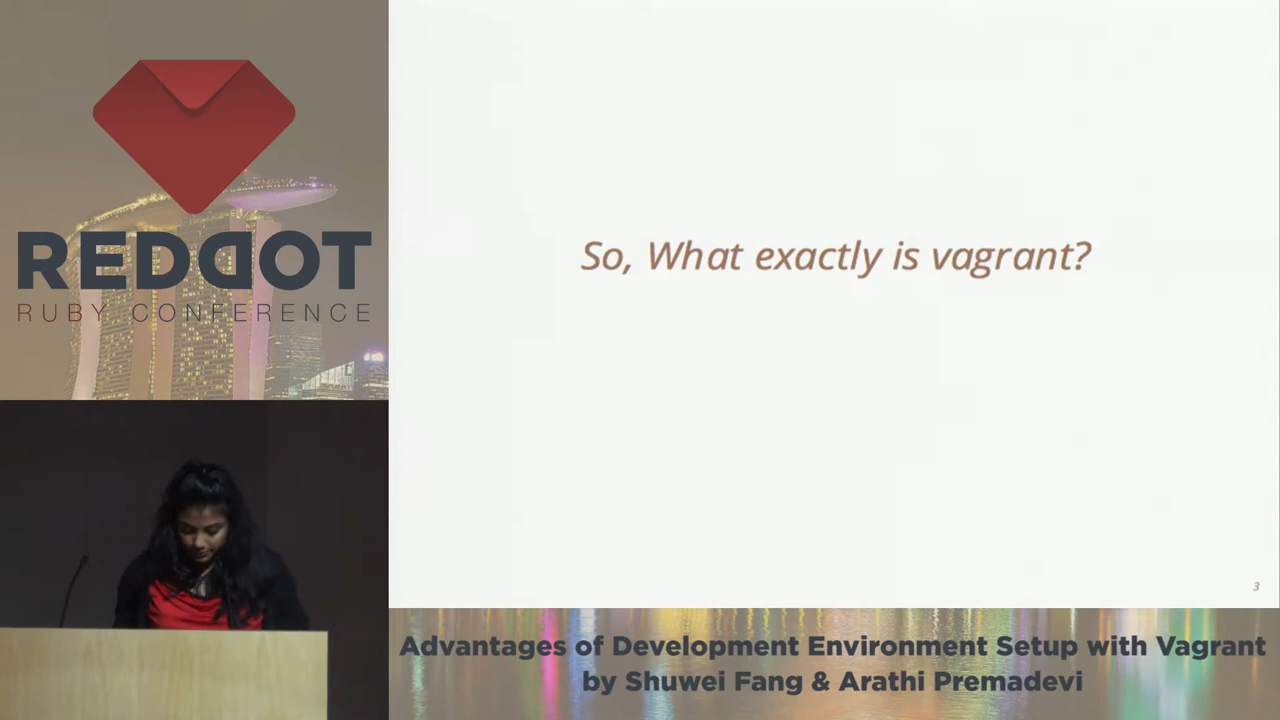 REDDOT
RUBY CONFERENCE
So, What exactly is vagrant?
3
Advantages of Development Environment Setup with Vagrant
by Shuwei Fang & Arathi Premadevi